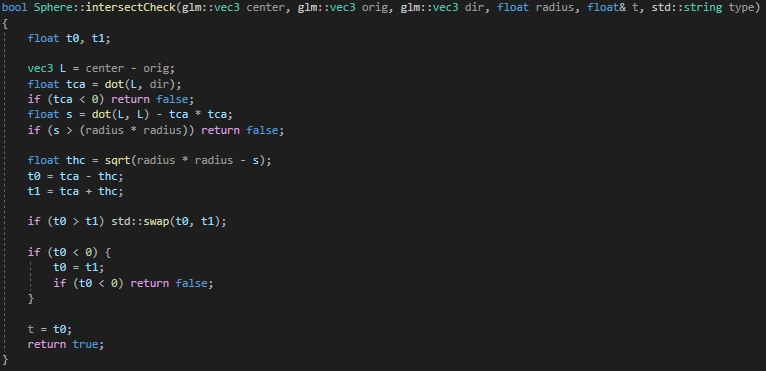 bool Sphere::intersectCheck(glm::vec3 center, glm::vec3 orig, glm::vec3 dir, float radius, float& t, std::string type)
{
    float t0, t1;

    vec3 L = center - orig;
    float tca = dot(L, dir);
    if (tca < 0) return false;
    float s = dot(L, L) - tca * tca;
    if (s > (radius * radius)) return false;

    float thc = sqrt(radius * radius - s);
    t0 = tca - thc;
    t1 = tca + thc;

    if (t0 > t1) std::swap(t0, t1);

    if (t0 < 0) {
        t0 = t1;
        if (t0 < 0) return false;
    }

    t = t0;
    return true;
}